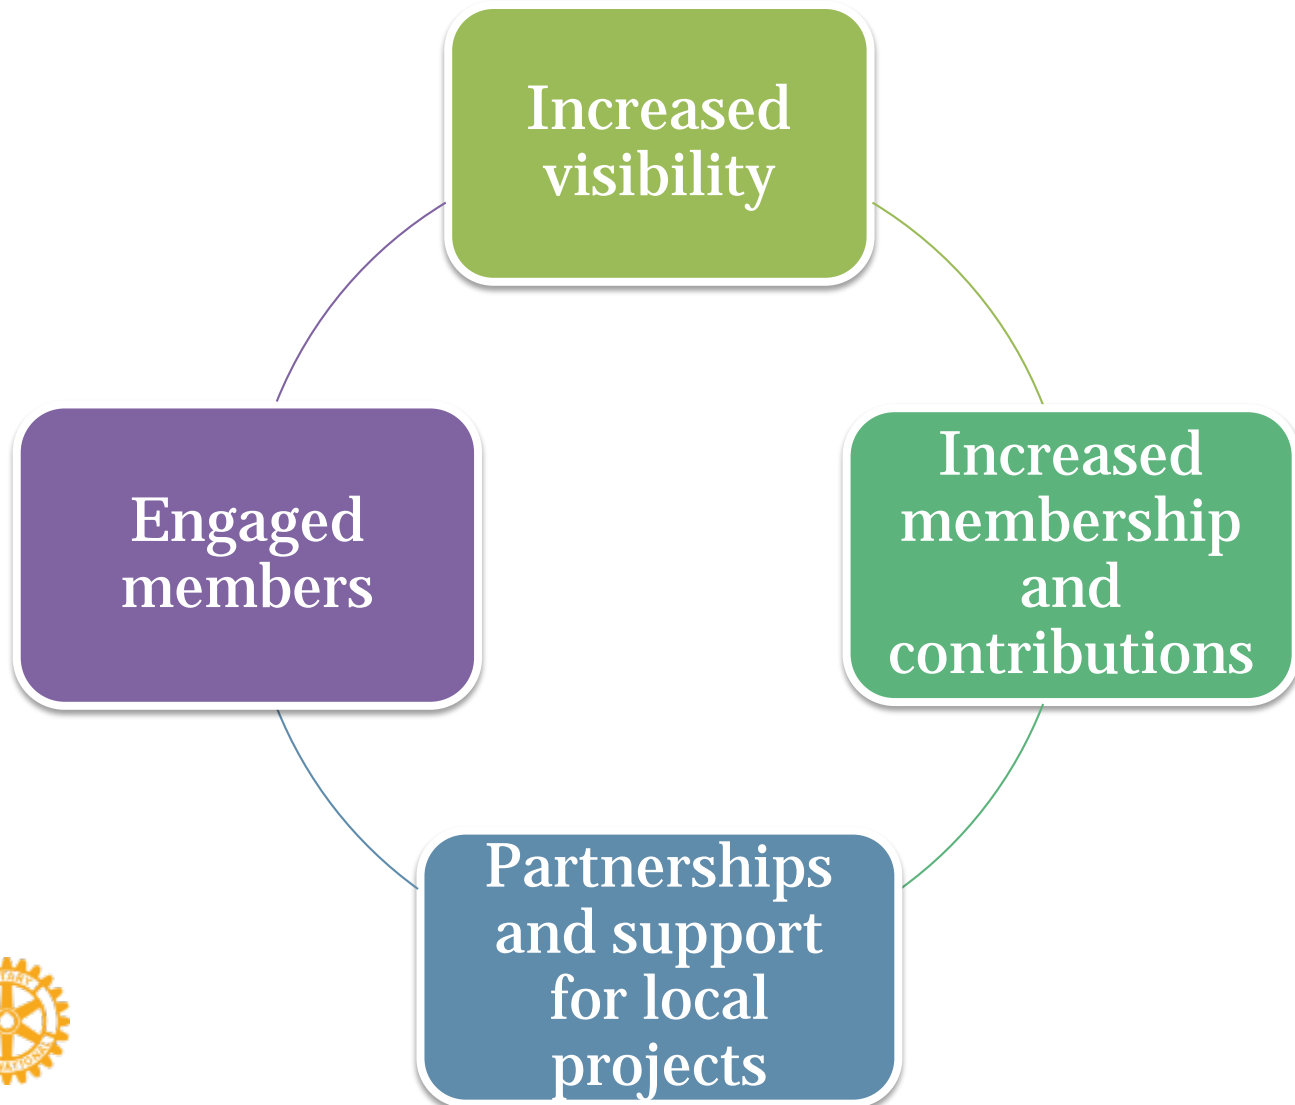 Increased
visibility
Increased
membership
and
contributions
Engaged
members
Partnerships
and support
for local
projects